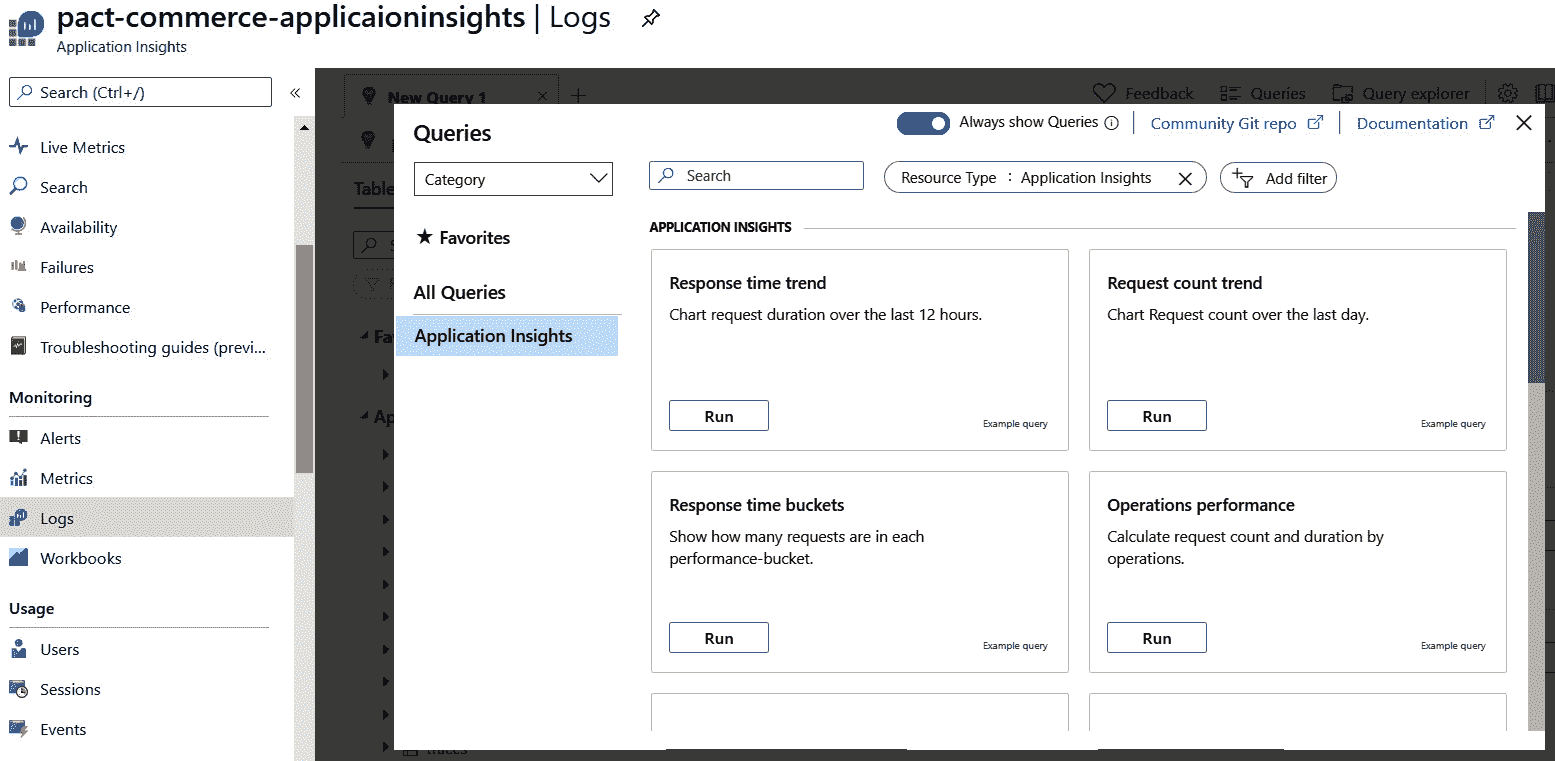 pact-commerce-applicaioninsights | Logs
Application Insights
Search (Ctrl+/)
«
Live Metrics
Search
Availability
Failures
Performance
Troubleshooting guides (previ...
Monitoring
Alerts
Metrics
Logs
Workbooks
Usage
Users
Sessions
Events
New Query 1
Feedback
Queries
Query explorer
Queries
Always show Queries
Community Git repo
Documentation
Category
Search
Resource Type : Application Insights
Add filter
Favorites
All Queries
Application Insights
APPLICATION INSIGHTS
Response time trend
Chart request duration over the last 12 hours.
Run
Example query
Request count trend
Chart Request count over the last day.
Run
Example query
Response time buckets
Show how many requests are in each
performance-bucket.
Run
Example query
Operations performance
Calculate request count and duration by
operations.
Run
Example query
traces